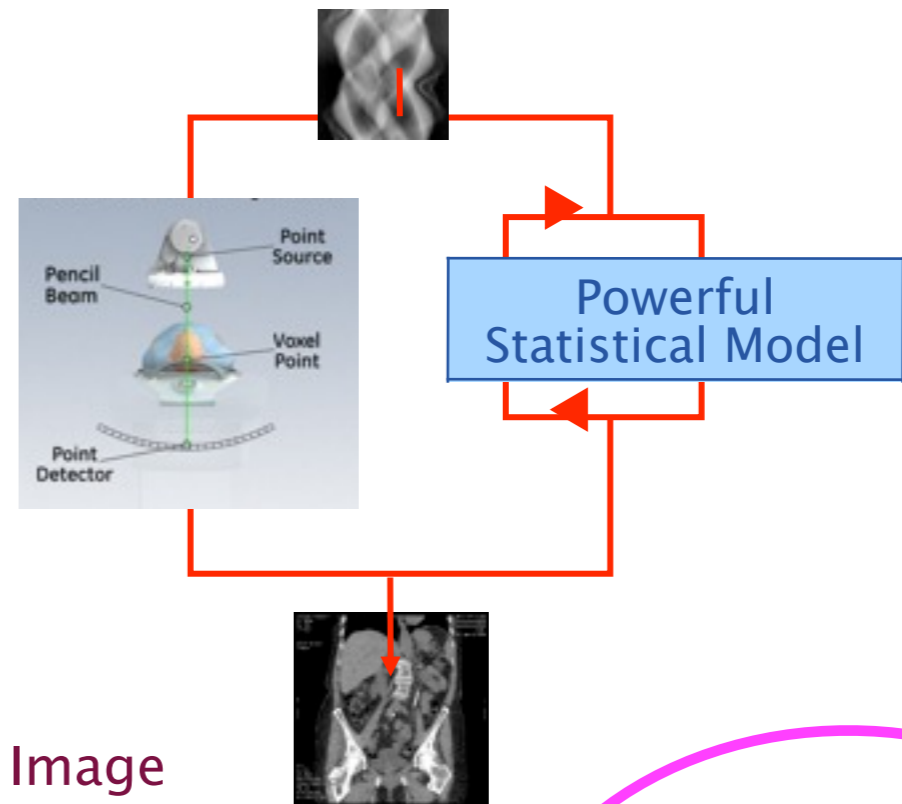 Point
Source
Pencil
Beam
Voxel
Point
Point
Detector
Powerful
Statistical Model
Image